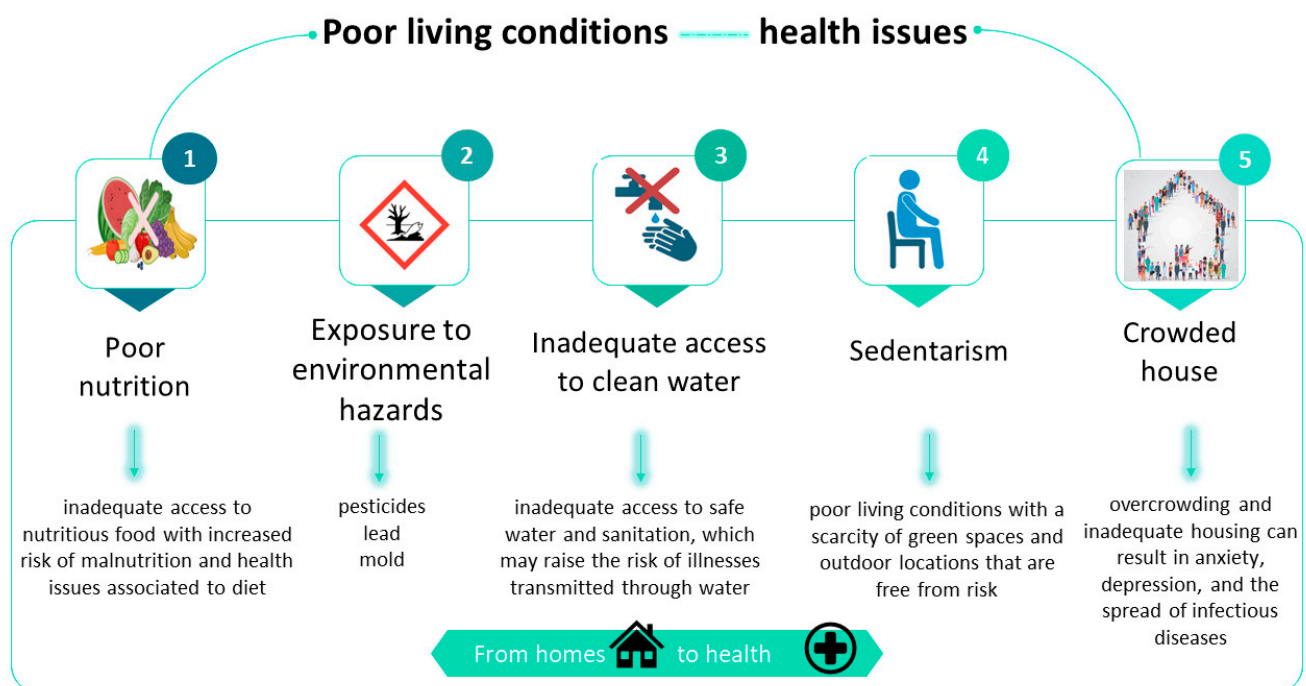 Poor living conditions health issues
1
Poor
nutrition
inadequate access to
nutritious food with increased
risk of malnutrition and health
issues associated to diet
2
Exposure to
environmental
hazards
pesticides
lead
mold
3
Inadequate access
to clean water
inadequate access to safe
water and sanitation, which
may raise the risk of illnesses
transmitted through water
4
Sedentarism
poor living conditions with a
scarcity of green spaces and
outdoor locations that are
free from risk
5
Crowded
house
overcrowding and
inadequate housing can
result in anxiety,
depression, and the
spread of infectious
diseases
From homes to health